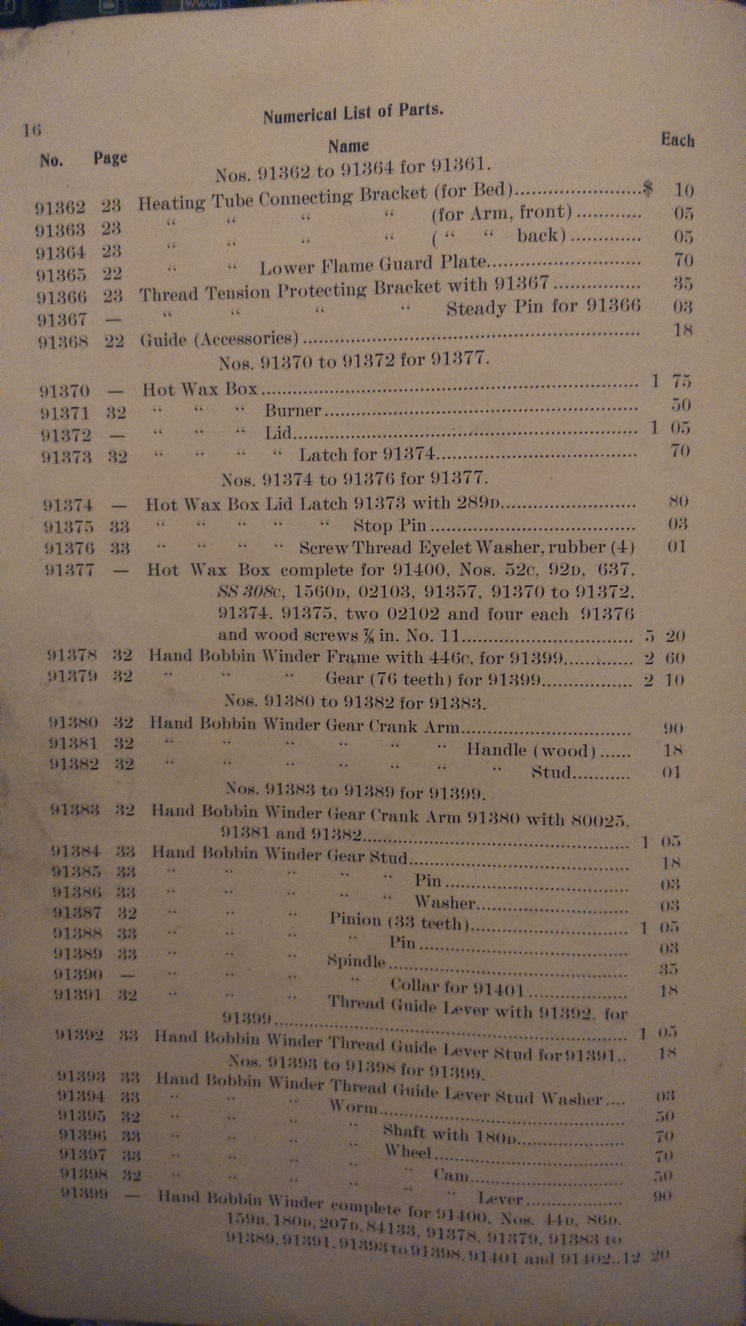 16
Numerical List of Parts.
No. Page Name Each
Nos. 91362 to 91364 for 91361.
91362 23 Heating Tube Connecting Bracket (for Bed)......................$ 10
91363 23 “ “ “ “ (for Arm, front)............ 05
91364 23 “ “ “ “ ( “ “ back)............. 05
91365 22 “ “ Lower Flame Guard Plate............................ 70
91366 23 Thread Tension Protecting Bracket with 91367................ 35
91367 — “ “ “ “ Steady Pin for 91366 03
91368 22 Guide (Accessories)............................................................ 18
Nos. 91370 to 91372 for 91377.
91370 — Hot Wax Box.................................................................... 1 75
91371 32 “ “ “ Burner........................................................ 50
91372 — “ “ “ Lid............................................................. 1 05
91373 32 “ “ “ “ Latch for 91374................................... 70
Nos. 91374 to 91376 for 91377.
91374 — Hot Wax Box Lid Latch 91373 with 289D........................ 80
91375 33 “ “ “ “ “ Stop Pin.................................... 03
91376 33 “ “ “ “ Screw Thread Eyelet Washer, rubber (4) 01
91377 — Hot Wax Box complete for 91400, Nos. 52C, 92D, 637,
SS 308C, 1560D, 02103, 91357, 91370 to 91372,
91374, 91375, two 02102 and four each 91376
and wood screws ⅞ in. No. 11............................... 5 20
91378 32 Hand Bobbin Winder Frame with 446C, for 91399............ 2 60
91379 32 “ “ “ Gear (76 teeth) for 91399................ 2 10
Nos. 91380 to 91382 for 91383.
91380 32 Hand Bobbin Winder Gear Crank Arm............................... 90
91381 32 “ “ “ “ “ “ Handle (wood)...... 18
91382 32 “ “ “ “ “ “ Stud........... 01
Nos. 91383 to 91389 for 91399.
91383 32 Hand Bobbin Winder Gear Crank Arm 91380 with 80025,
91381 and 91382................................................ 1 05
91384 33 Hand Bobbin Winder Gear Stud........................................ 18
91385 33 “ “ “ “ “ Pin................................ 03
91386 33 “ “ “ “ “ Washer........................... 03
91387 32 “ “ “ Pinion (33 teeth)............................ 1 05
91388 33 “ “ “ “ Pin...................................... 03
91389 33 “ “ “ Spindle.......................................... 35
91390 — “ “ “ “ Collar for 91401.................. 18
91391 32 “ “ “ Thread Guide Lever with 91392, for
91399............................................................... 1 05
91392 33 Hand Bobbin Winder Thread Guide Lever Stud for 91391.. 18
Nos. 91393 to 91398 for 91399.
91393 33 Hand Bobbin Winder Thread Guide Lever Stud Washer.... 03
91394 33 “ “ “ Worm............................................. 50
91395 32 “ “ “ “ Shaft with 180D.................... 70
91396 33 “ “ “ “ Wheel................................... 70
91397 33 “ “ “ “ “ Cam............................ 50
91398 32 “ “ “ “ “ Lever.................. 90
91399 — Hand Bobbin Winder complete for 91400, Nos. 44D, 86D,
159B, 180D, 207D, 84133, 91378, 91379, 91383 to
91389, 91391, 91393 to 91398, 91401 and 91402..12 20